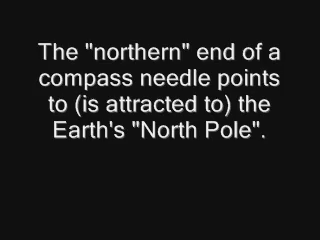 The "northern" end of a
compass needle points
to (is attracted to) the
Earth's "North Pole".